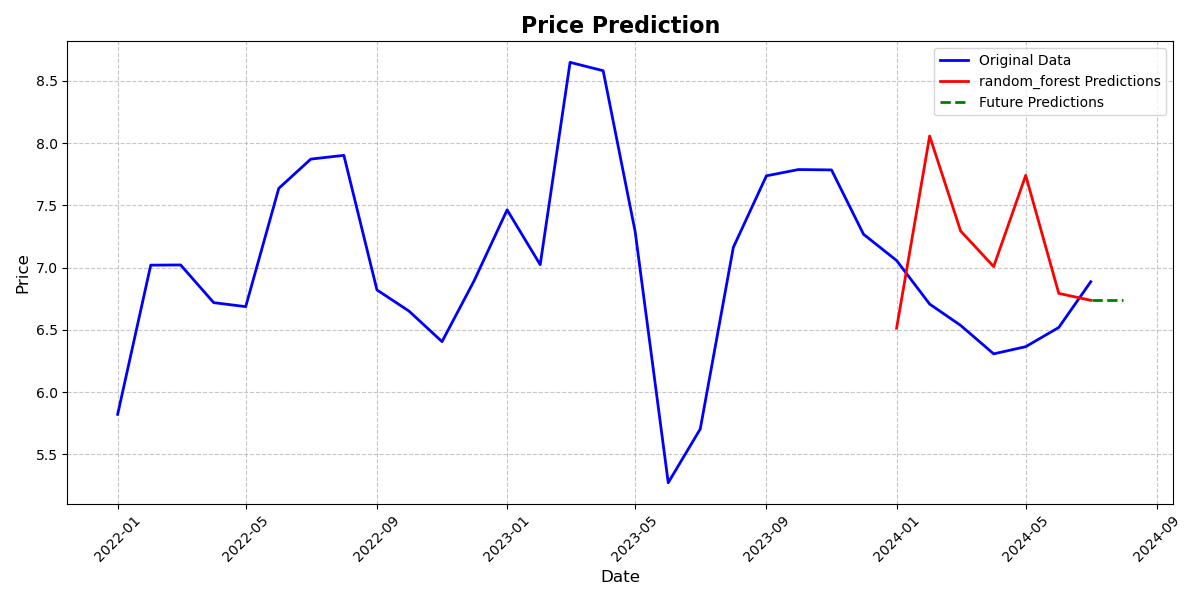 Price Prediction
Original Data
random_forest Predictions
Future Predictions
Price
8.5
8.0
7.5
7.0
6.5
6.0
5.5
2022-01
2022-05
2022-09
2023-01
2023-05
2023-09
2024-01
2024-05
2024-09
Date